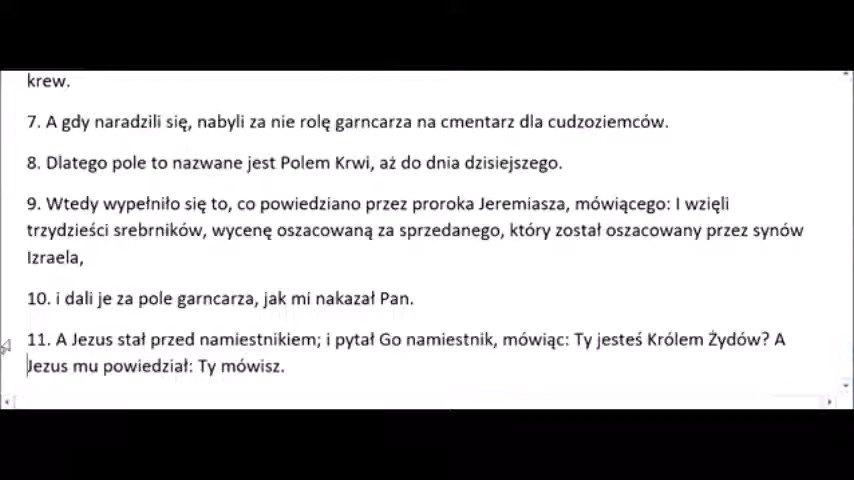 krew.
7. A gdy naradzili się, nabyli za nie rolę garncarza na cmentarz dla cudzoziemców.
8. Dlatego pole to nazwane jest Polem Krwi, aż do dnia dzisiejszego.
9. Wtedy wypełniło się to, co powiedziano przez proroka Jeremiasza, mówiącego: I wzięli
trzydzieści srebrników, wycenę oszacowaną za sprzedanego, który został oszacowany przez synów
Izraela,
10. i dali je za pole garncarza, jak mi nakazał Pan.
11. A Jezus stał przed namiestnikiem; i pytał Go namiestnik, mówiąc: Ty jesteś Królem Żydów? A
Jezus mu powiedział: Ty mówisz.